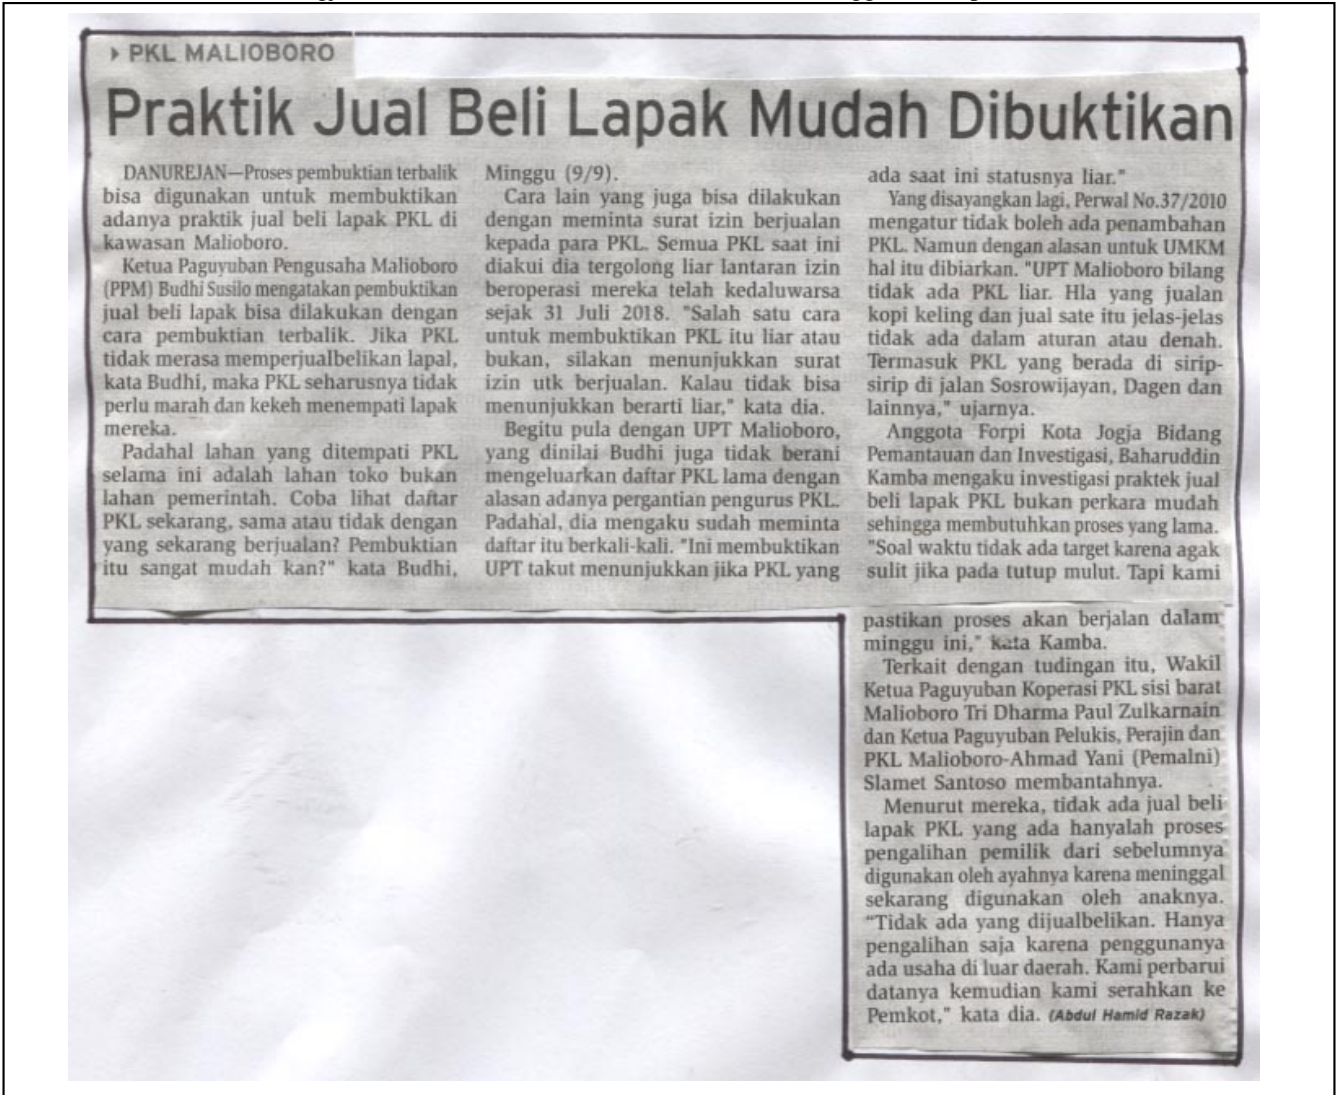 PKL MALIOBORO
Praktik Jual Beli Lapak Mudah Dibuktikan
DANUREJAN—Proses pembuktian terbalik
bisa digunakan untuk membuktikan
adanya praktik jual beli lapak PKL di
kawasan Malioboro.
Ketua Paguyuban Pengusaha Malioboro
(PPM) Budhi Susilo mengatakan pembuktikan
jual beli lapak bisa dilakukan dengan
cara pembuktian terbalik. Jika PKL
tidak merasa memperjualbelikan lapal,
kata Budhi, maka PKL seharusnya tidak
perlu marah dan kekeh menempati lapak
mereka.
Padahal lahan yang ditempati PKL
selama ini adalah lahan toko bukan
lahan pemerintah. Coba lihat daftar
PKL sekarang, sama atau tidak dengan
yang sekarang berjualan? Pembuktian
itu sangat mudah kan?" kata Budhi,
Minggu (9/9).
Cara lain yang juga bisa dilakukan
dengan meminta surat izin berjualan
kepada para PKL. Semua PKL saat ini
diakui dia tergolong liar lantaran izin
beroperasi mereka telah kedaluwarsa
sejak 31 Juli 2018. "Salah satu cara
untuk membuktikan PKL itu liar atau
bukan, silakan menunjukkan surat
izin utk berjualan. Kalau tidak bisa
menunjukkan berarti liar," kata dia.
Begitu pula dengan UPT Malioboro,
yang dinilai Budhi juga tidak berani
mengeluarkan daftar PKL lama dengan
alasan adanya pergantian pengurus PKL.
Padahal, dia mengaku sudah meminta
daftar itu berkali-kali. "Ini membuktikan
UPT takut menunjukkan jika PKL yang
ada saat ini statusnya liar."
Yang disayangkan lagi, Perwal No.37/2010
mengatur tidak boleh ada penambahan
PKL. Namun dengan alasan untuk UMKM
hal itu dibiarkan. "UPT Malioboro bilang
tidak ada PKL liar. Hla yang jualan
kopi keling dan jual sate itu jelas-jelas
tidak ada dalam aturan atau denah.
Termasuk PKL yang berada di sirip-
sirip di jalan Sosrowijayan, Dagen dan
lainnya," ujarnya.
Anggota Forpi Kota Jogja Bidang
Pemantauan dan Investigasi, Baharuddin
Kamba mengaku investigasi praktek jual
beli lapak PKL bukan perkara mudah
sehingga membutuhkan proses yang lama.
"Soal waktu tidak ada target karena agak
sulit jika pada tutup mulut. Tapi kami
pastikan proses akan berjalan dalam
minggu ini," kata Kamba.
Terkait dengan tudingan itu, Wakil
Ketua Paguyuban Koperasi PKL sisi barat
Malioboro Tri Dharma Paul Zulkarnain
dan Ketua Paguyuban Pelukis, Perajin dan
PKL Malioboro-Ahmad Yani (Pemalni)
Slamet Santoso membantahnya.
Menurut mereka, tidak ada jual beli
lapak PKL yang ada hanyalah proses
pengalihan pemilik dari sebelumnya
digunakan oleh ayahnya karena meninggal
sekarang digunakan oleh anaknya.
"Tidak ada yang dijualbelikan. Hanya
pengalihan saja karena penggunanya
ada usaha di luar daerah. Kami perbarui
datanya kemudian kami serahkan ke
Pemkot," kata dia. (Abdul Hamid Razak)